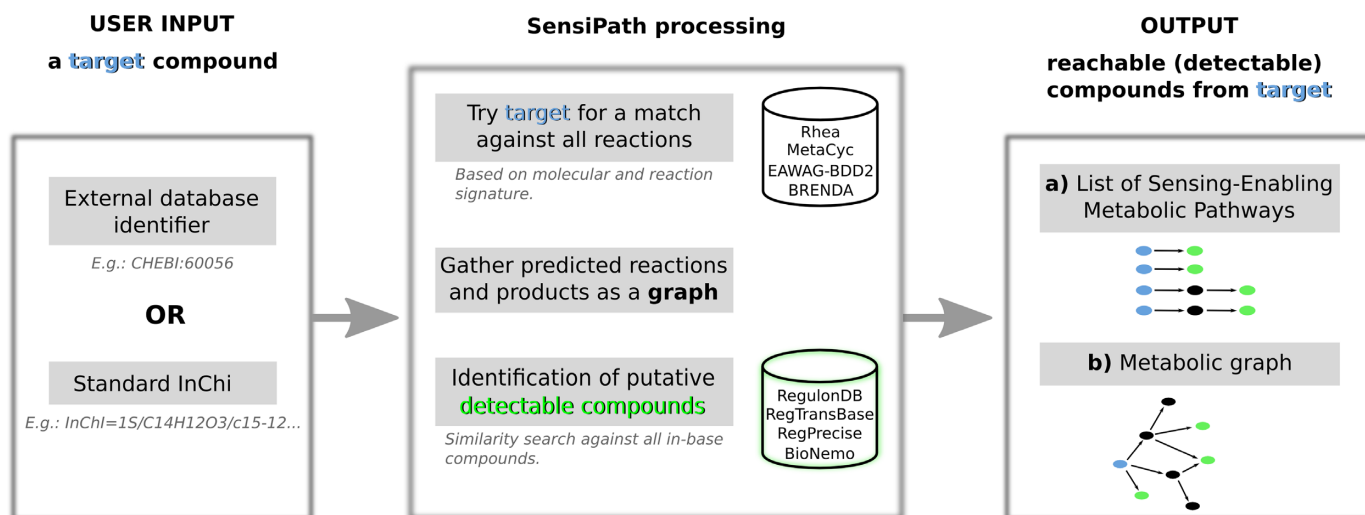 USER INPUT
a target compound
External database
identifier
E.g.: CHEBI:60056
OR
Standard InChi
E.g.: InChI=1S/C14H12O3/c15-12...
SensiPath processing
Try target for a match
against all reactions
Based on molecular and reaction
signature.
Rhea
MetaCyc
EAWAG-BDD2
BRENDA
Gather predicted reactions
and products as a graph
Identification of putative
detectable compounds
Similarity search against all in-base
compounds.
RegulonDB
RegTransBase
RegPrecise
BioNemo
OUTPUT
reachable (detectable)
compounds from target
a) List of Sensing-Enabling
Metabolic Pathways
b) Metabolic graph